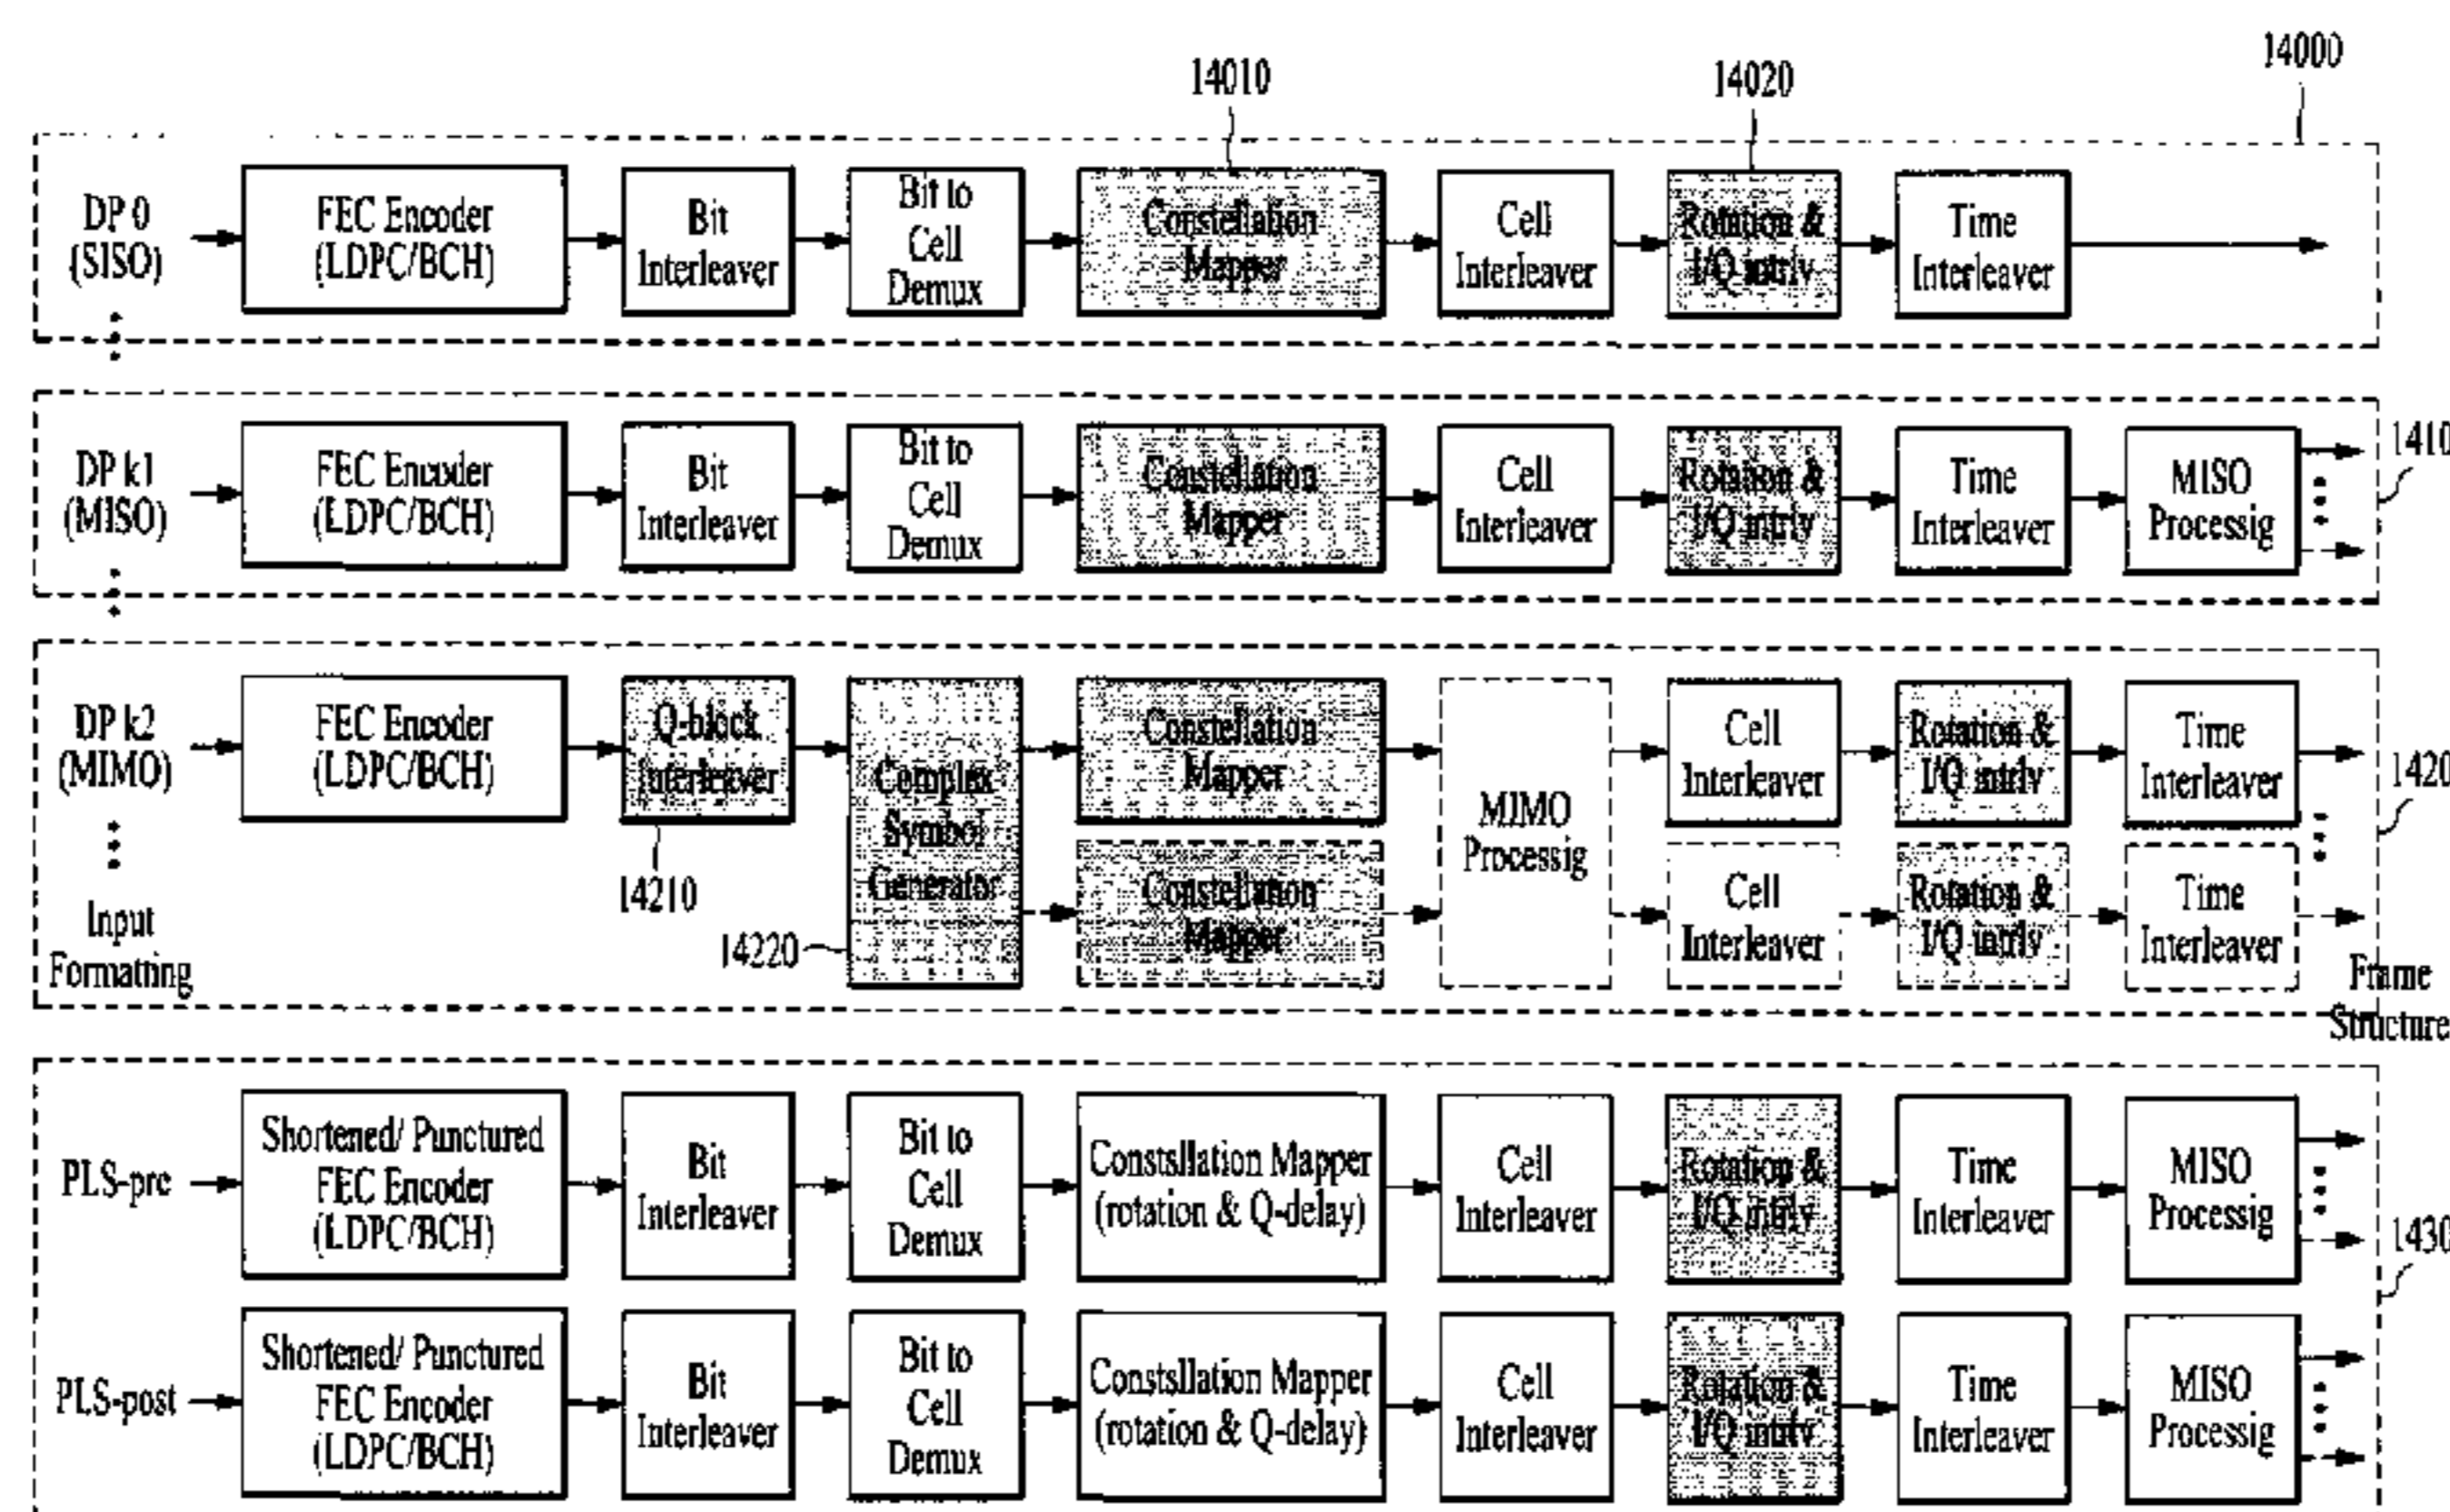 14000
14010
14020
DP 0
(SISO)
FEC Encoder
(LDPC/BCH)
Bit
Interleaver
Bit to
Cell
Demux
Constellation
Mapper
Cell
Interleaver
Rotation &
I/Q intrlv
Time
Interleaver
DP k1
(MISO)
FEC Encoder
(LDPC/BCH)
Bit
Interleaver
Bit to
Cell
Demux
Constellation
Mapper
Cell
Interleaver
Rotation &
I/Q intrlv
Time
Interleaver
MISO
Processig
1410
DP k2
(MIMO)
FEC Encoder
(LDPC/BCH)
Q-block
Interleaver
14210
Complex
Symbol
Generator
14220
Constellation
Mapper
Constellation
Mapper
MIMO
Processig
Cell
Interleaver
Rotation &
I/Q intrlv
Time
Interleaver
Cell
Interleaver
Rotation &
I/Q intrlv
Time
Interleaver
1420
Input
Formatting
Frame
Structure
PLS-pre
Shortened/ Punctured
FEC Encoder
(LDPC/BCH)
Bit
Interleaver
Bit to
Cell
Demux
Constsllation Mapper
(rotation & Q-delay)
Cell
Interleaver
Rotation &
I/Q intrlv
Time
Interleaver
MISO
Processig
1430
PLS-post
Shortened/ Punctured
FEC Encoder
(LDPC/BCH)
Bit
Interleaver
Bit to
Cell
Demux
Constsllation Mapper
(rotation & Q-delay)
Cell
Interleaver
Rotation &
I/Q intrlv
Time
Interleaver
MISO
Processig